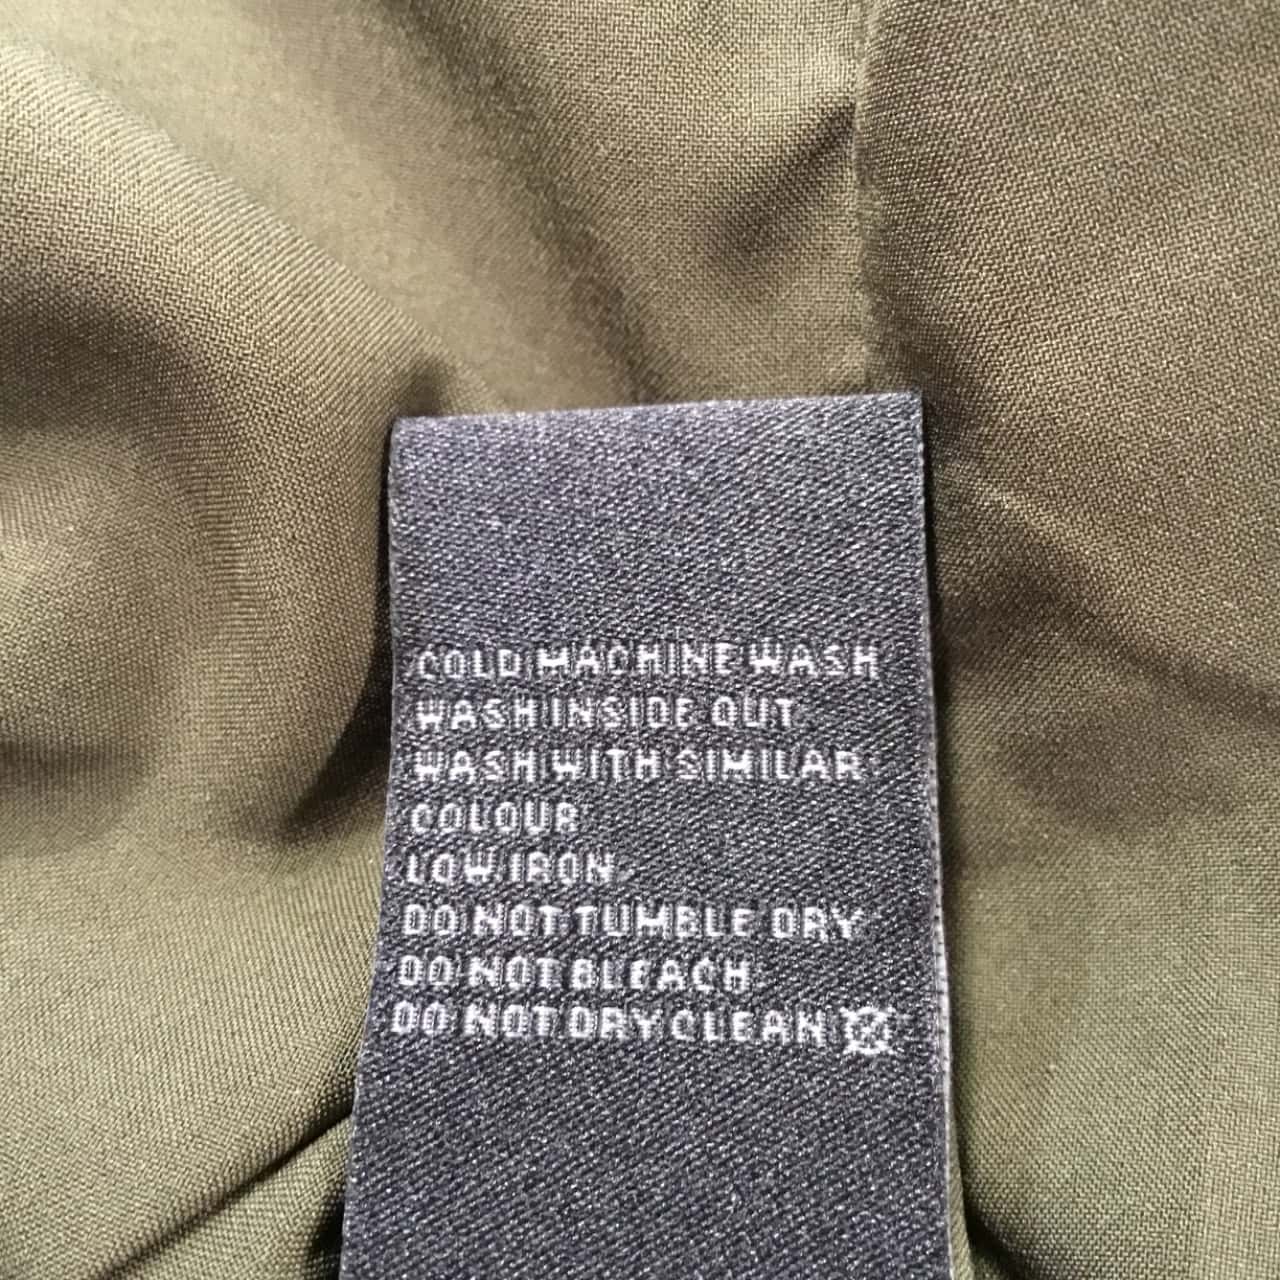 COLD MACHINE WASH
WASH INSIDE OUT
WASH WITH SIMILAR
COLOUR
LOW IRON
DO NOT TUMBLE DRY
DO NOT BLEACH
DO NOT DRY CLEAN